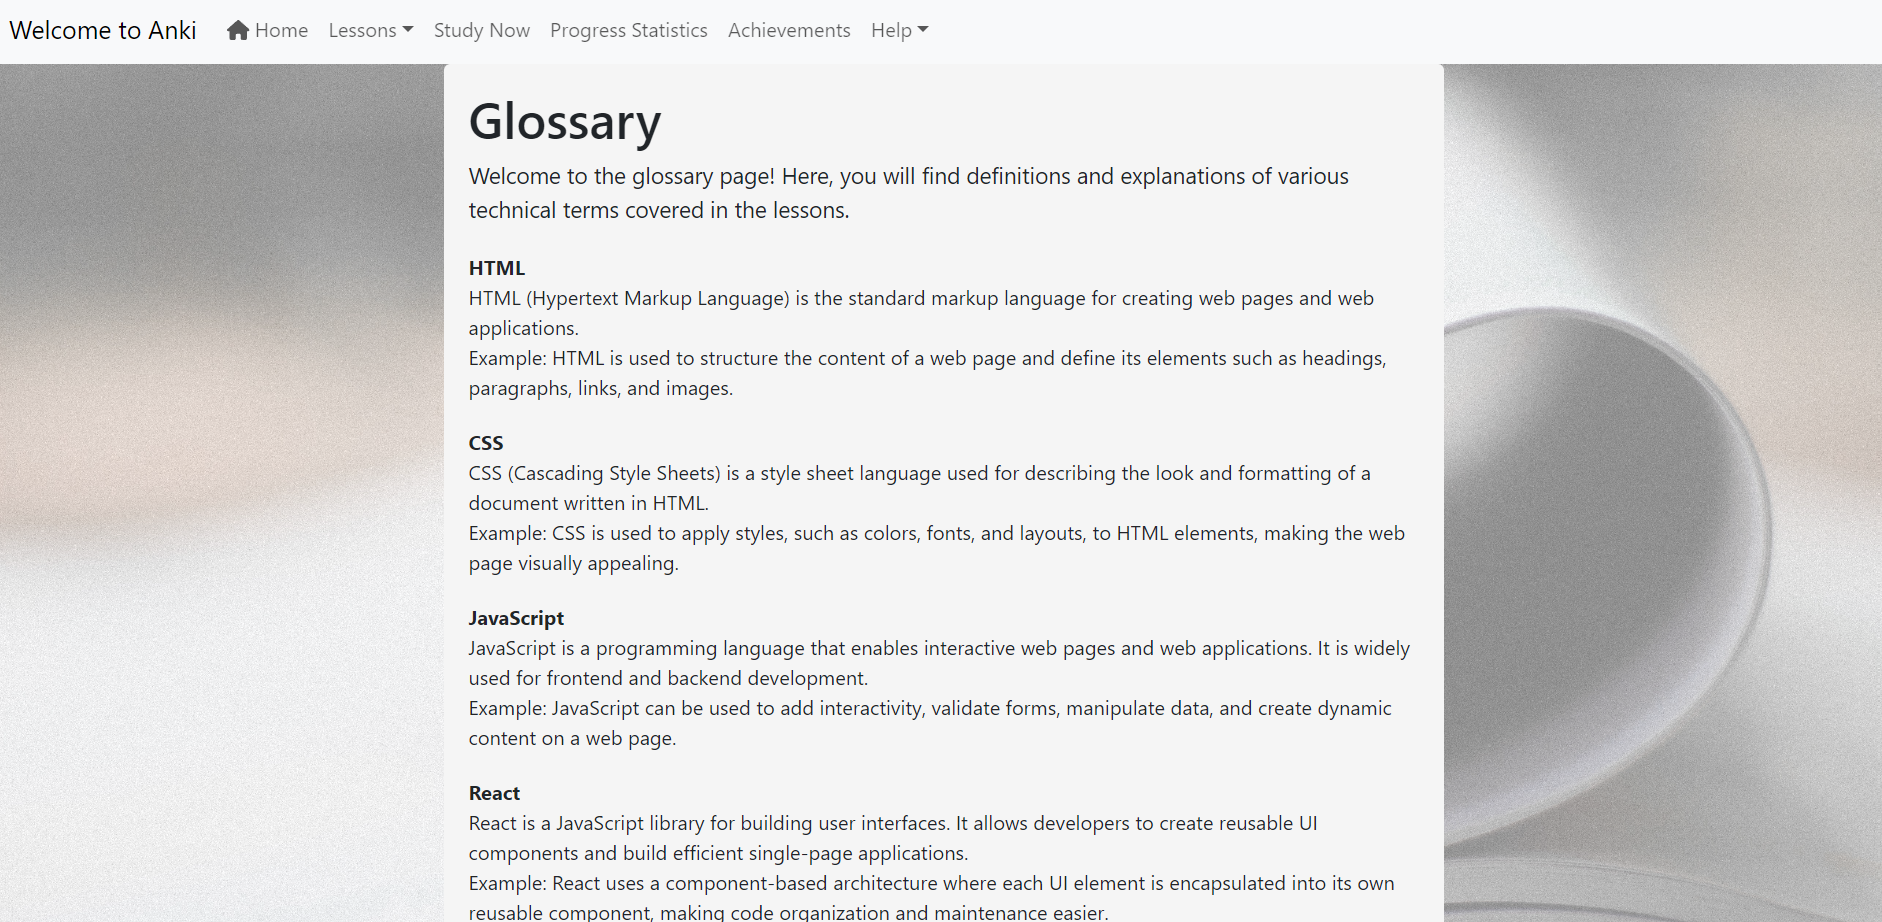 Welcome to Anki Home Lessons Study Now Progress Statistics Achievements Help
Glossary
Welcome to the glossary page! Here, you will find definitions and explanations of various
technical terms covered in the lessons.
HTML
HTML (Hypertext Markup Language) is the standard markup language for creating web pages and web
applications.
Example: HTML is used to structure the content of a web page and define its elements such as headings,
paragraphs, links, and images.
CSS
CSS (Cascading Style Sheets) is a style sheet language used for describing the look and formatting of a
document written in HTML.
Example: CSS is used to apply styles, such as colors, fonts, and layouts, to HTML elements, making the web
page visually appealing.
JavaScript
JavaScript is a programming language that enables interactive web pages and web applications. It is widely
used for frontend and backend development.
Example: JavaScript can be used to add interactivity, validate forms, manipulate data, and create dynamic
content on a web page.
React
React is a JavaScript library for building user interfaces. It allows developers to create reusable UI
components and build efficient single-page applications.
Example: React uses a component-based architecture where each UI element is encapsulated into its own
reusable component, making code organization and maintenance easier.